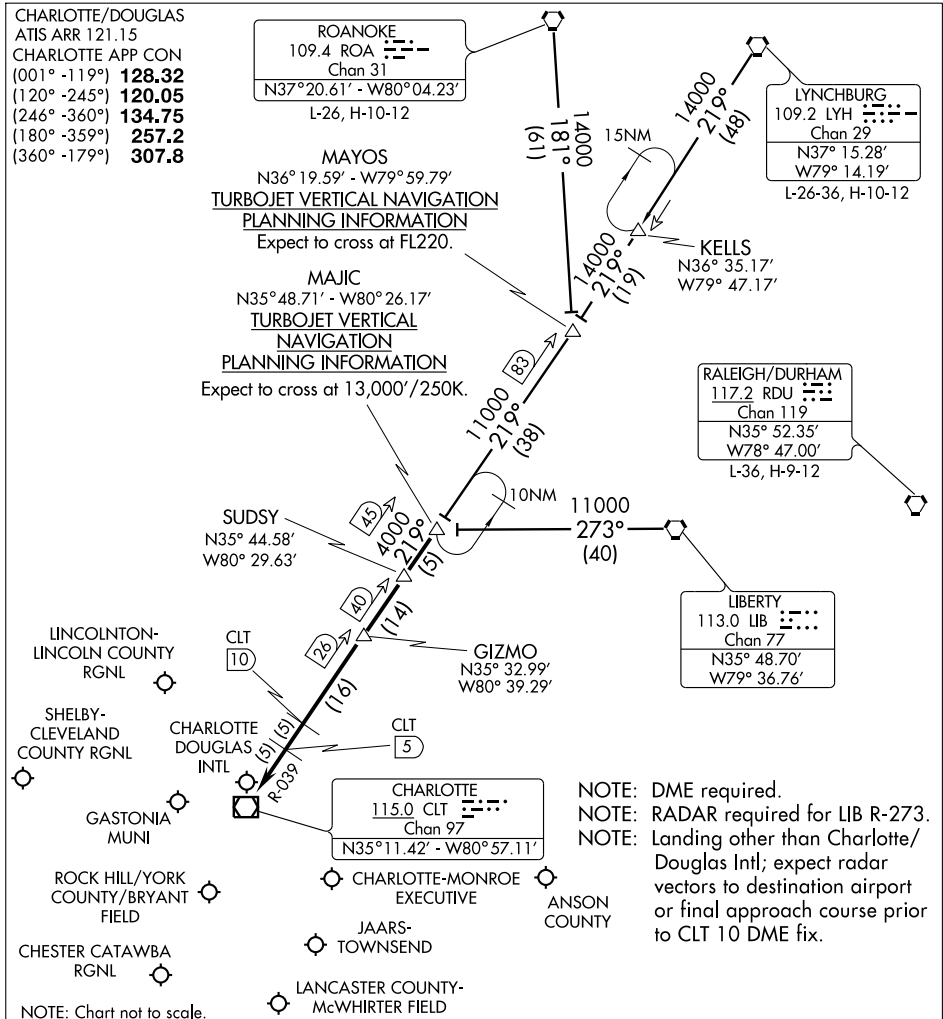 CHARLOTTE/DOUGLAS
ATIS ARR 121.15
CHARLOTTE APP CON
(001° -119°) 128.32
(120° -245°) 120.05
(246° -360°) 134.75
(180° -359°) 257.2
(360° -179°) 307.8
ROANOKE
109.4 ROA
Chan 31
N37°20.61' - W80°04.23'
L-26, H-10-12
LYNCHBURG
109.2 LYH
Chan 29
N37° 15.28'
W79° 14.19'
L-26-36, H-10-12
14000
181°
(61)
14000
219°
(48)
15NM
MAYOS
N36° 19.59' - W79°59.79'
TURBOJET VERTICAL NAVIGATION
PLANNING INFORMATION
Expect to cross at FL220.
KELLS
N36° 35.17'
W79° 47.17'
14000
219°
(19)
MAJIC
N35°48.71' - W80°26.17'
TURBOJET VERTICAL
NAVIGATION
PLANNING INFORMATION
Expect to cross at 13,000'/250K.
83
11000
219°
(38)
RALEIGH/DURHAM
117.2 RDU
Chan 119
N35° 52.35'
W78° 47.00'
L-36, H-9-12
10NM
11000
273°
(40)
SUDSY
N35° 44.58'
W80° 29.63'
45
4000
219°
(5)
40
(14)
LIBERTY
113.0 LIB
Chan 77
N35° 48.70'
W79° 36.76'
26
GIZMO
N35° 32.99'
W80° 39.29'
(16)
LINCOLNTON-
LINCOLN COUNTY
RGNL
CLT
10
SHELBY-
CLEVELAND
COUNTY RGNL
CHARLOTTE
DOUGLAS
INTL
(5)
(5)
R-039
CLT
5
GASTONIA
MUNI
CHARLOTTE
115.0 CLT
Chan 97
N35°11.42' - W80°57.11'
NOTE: DME required.
NOTE: RADAR required for LIB R-273.
NOTE: Landing other than Charlotte/
Douglas Intl; expect radar
vectors to destination airport
or final approach course prior
to CLT 10 DME fix.
ROCK HILL/YORK
COUNTY/BRYANT
FIELD
CHARLOTTE-MONROE
EXECUTIVE
ANSON
COUNTY
JAARS-
TOWNSEND
CHESTER CATAWBA
RGNL
LANCASTER COUNTY-
McWHIRTER FIELD
NOTE: Chart not to scale.